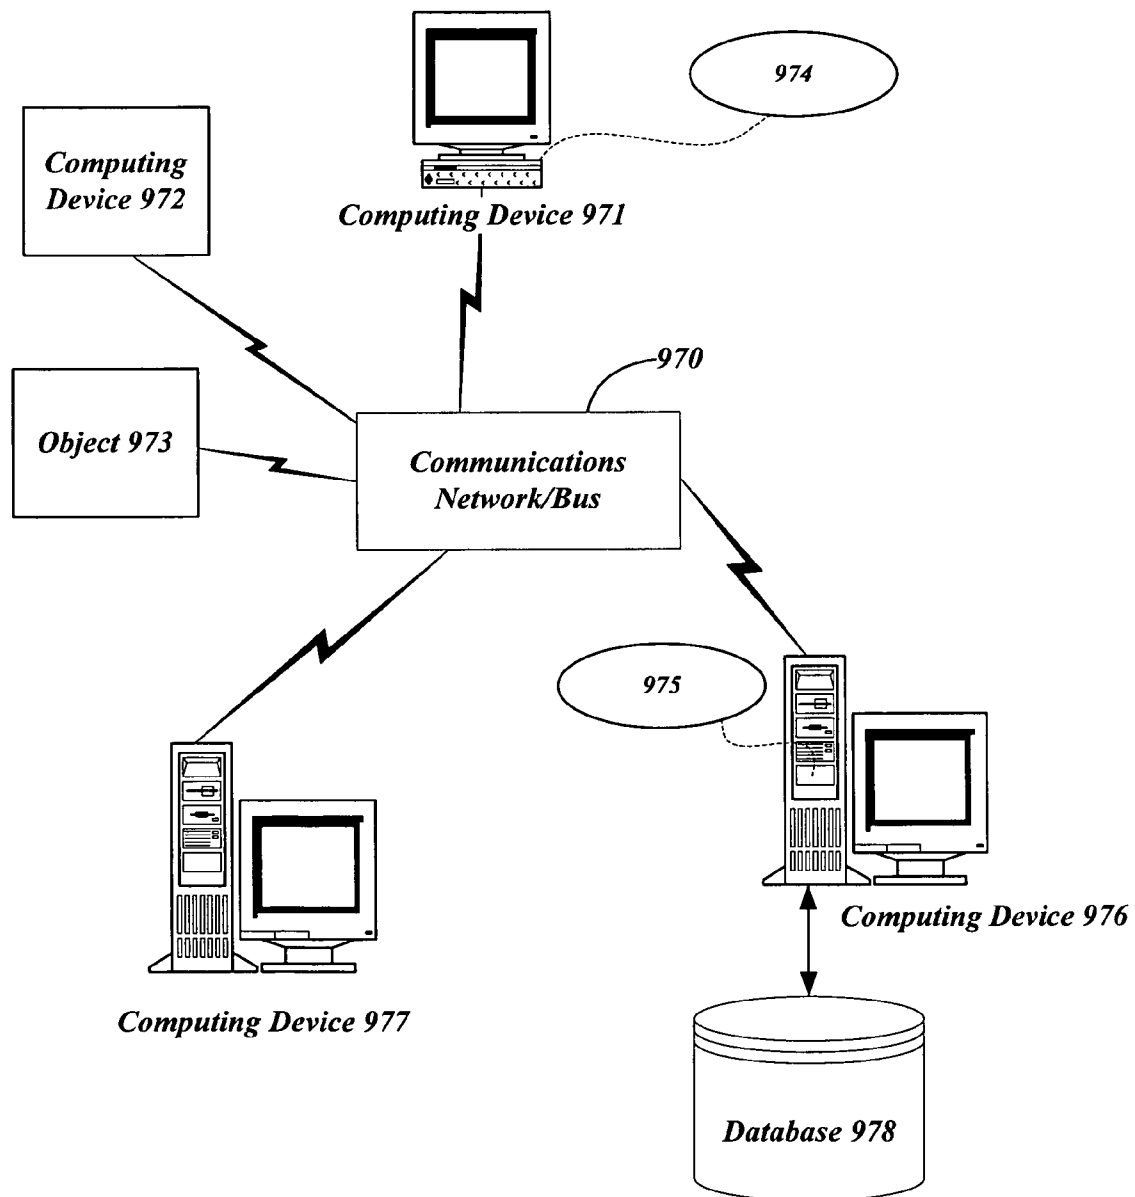 974
Computing
Device 972
Computing Device 971
970
Object 973
Communications
Network/Bus
975
Computing Device 976
Computing Device 977
Database 978